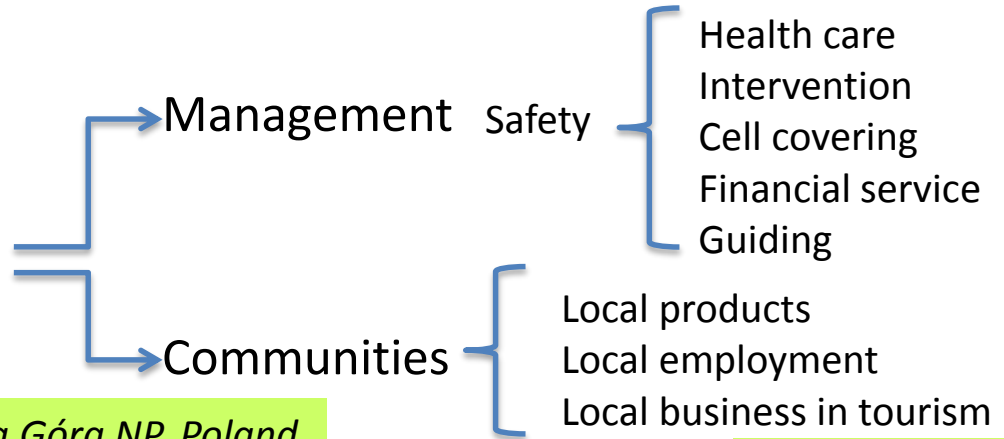 Management Safety
Health care
Intervention
Cell covering
Financial service
Guiding
Communities
Local products
Local employment
Local business in tourism
Góra NP, Poland